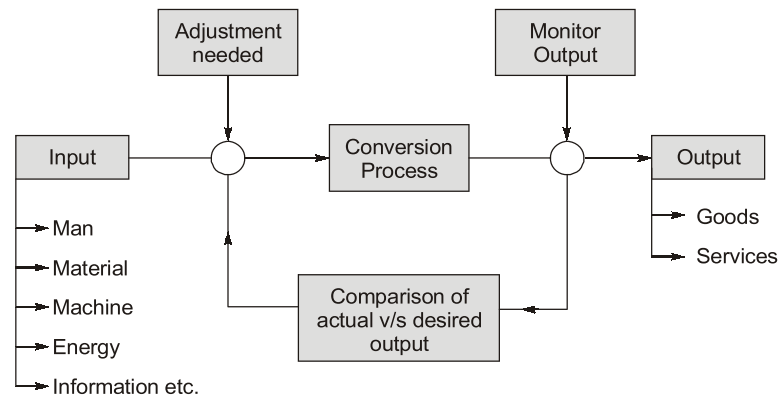 Adjustment
needed
Monitor
Output
Input
Conversion
Process
Output
Man
Material
Machine
Energy
Information etc.
Goods
Services
Comparison of
actual v/s desired
output